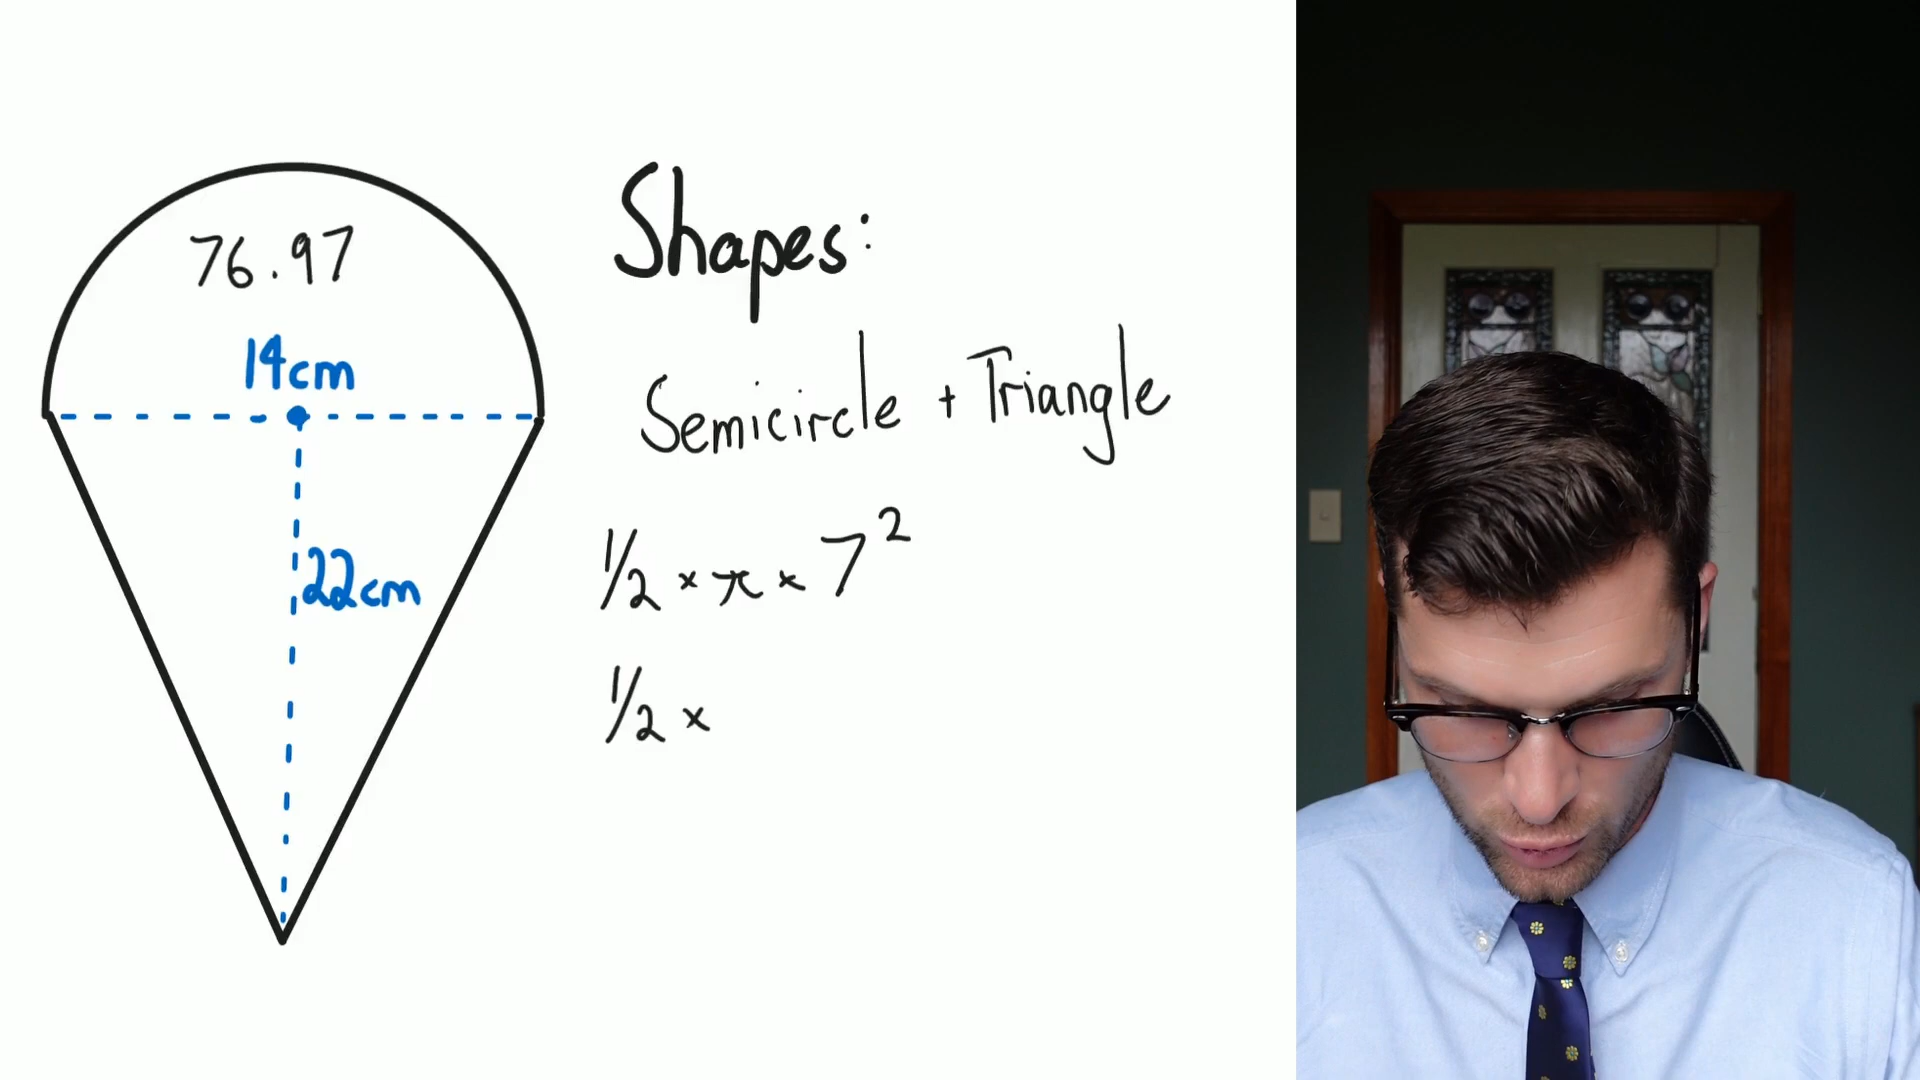 76.97
14cm
22cm
Shapes:
Semicircle + Triangle
1/2 × π × 7²
1/2 ×